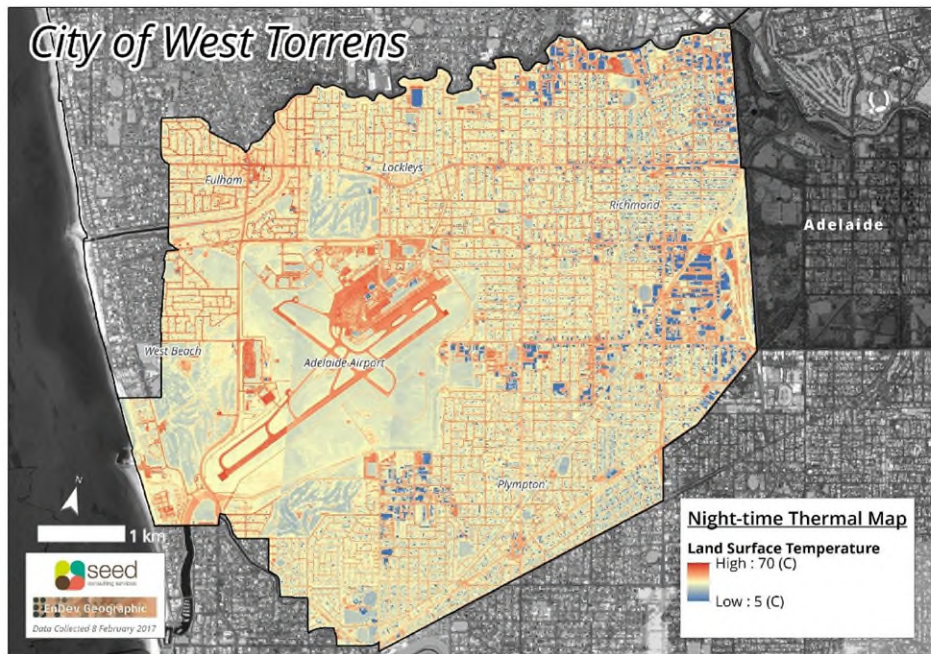 City of West Torrens
Lockleys
Fulham
Richmond
Adelaide
West Beach
Adelaide Airport
Plympton
N
1 km
seed
consulting services
EnDev Geographic
Data Collected 8 February 2017
Night-time Thermal Map
Land Surface Temperature
High : 70 (C)
Low : 5 (C)